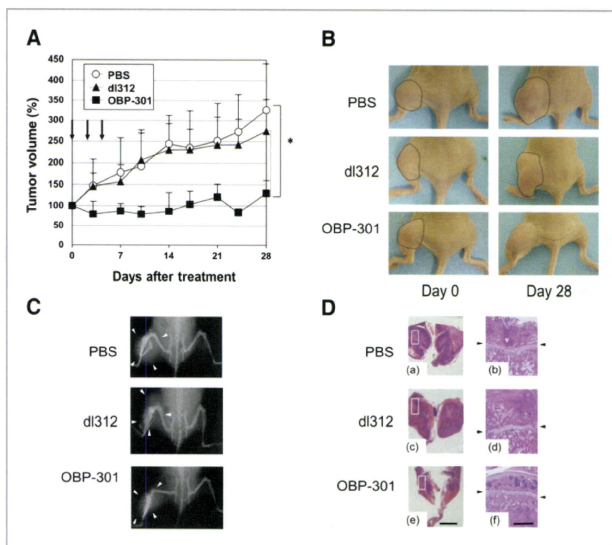 A
450
400
350
300
250
200
150
100
50
0
Tumor volume (%)
PBS
dl312
OBP-301
*
0 7 14 21 28
Days after treatment
B
PBS
dl312
OBP-301
Day 0 Day 28
C
PBS
dl312
OBP-301
D
PBS
(a) (b)
dl312
(c) (d)
OBP-301
(e) (f)